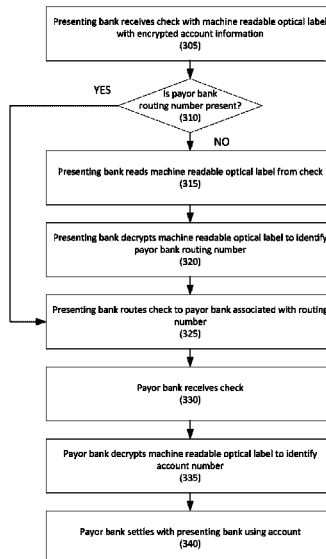 Presenting bank receives check with machine readable optical label
with encrypted account information
(305)
YES
Is
payor bank
routing number present?
(310)
NO
Presenting bank reads machine readable optical label from check
(315)
Presenting bank decrypts machine readable optical label to identify
payor bank routing number
(320)
Presenting bank routes check to payor bank associated with routing
number
(325)
Payor bank receives check
(330)
Payor bank decrypts machine readable optical label to identify
account number
(335)
Payor bank settles with presenting bank using account
(340)